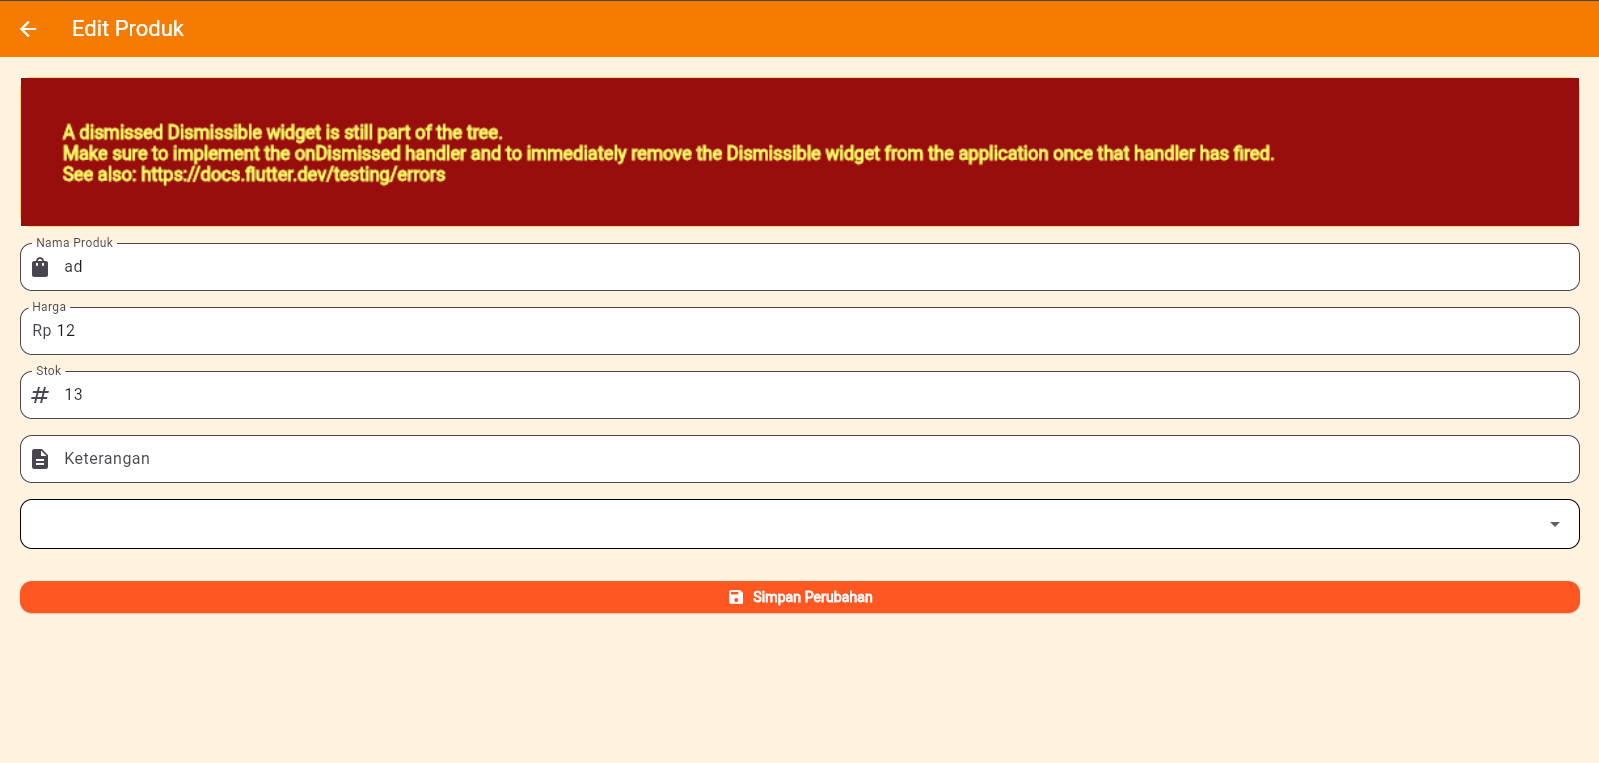 Edit Produk
A dismissed Dismissible widget is still part of the tree.
Make sure to implement the onDismissed handler and to immediately remove the Dismissible widget from the application once that handler has fired.
See also: https://docs.flutter.dev/testing/errors
Nama Produk
ad
Harga
Rp 12
Stok
# 13
Keterangan
Simpan Perubahan